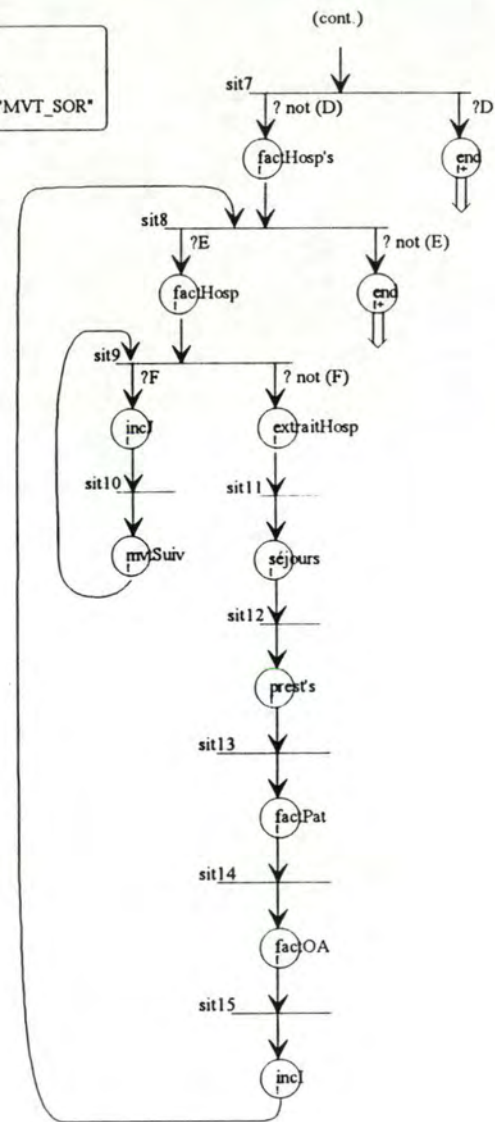 (cont.)
"MVT_SOR"
sit7
? not (D)
?D
factHosp's
end
sit8
?E
? not (E)
factHosp
end
sit9
?F
? not (F)
incJ
extraitHosp
sit10
sit11
mvtSuiv
séjours
sit12
prest's
sit13
factPat
sit14
factOA
sit15
incI